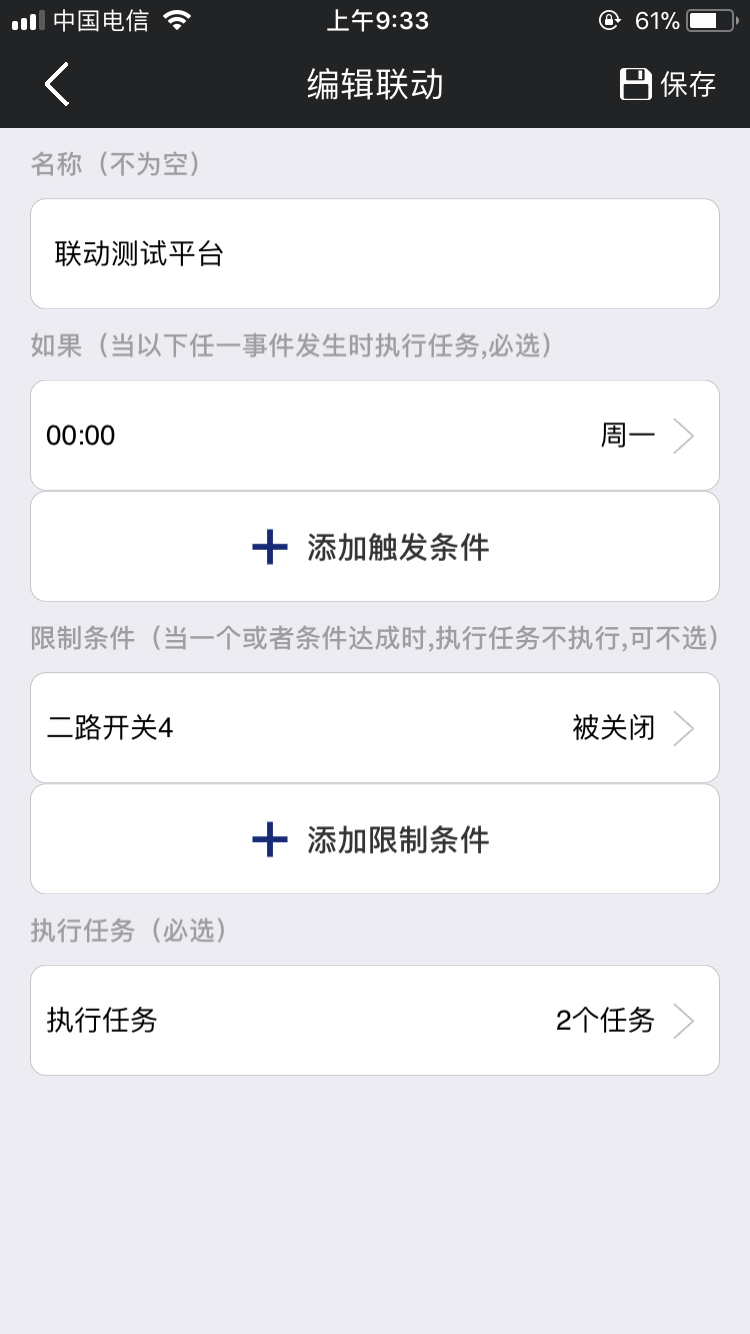 中国电信 上午9:33 61%
编辑联动 保存
名称（不为空）
联动测试平台
如果（当以下任一事件发生时执行任务,必选）
00:00 周一
添加触发条件
限制条件（当一个或者条件达成时,执行任务不执行,可不选）
二路开关4 被关闭
添加限制条件
执行任务（必选）
执行任务 2个任务